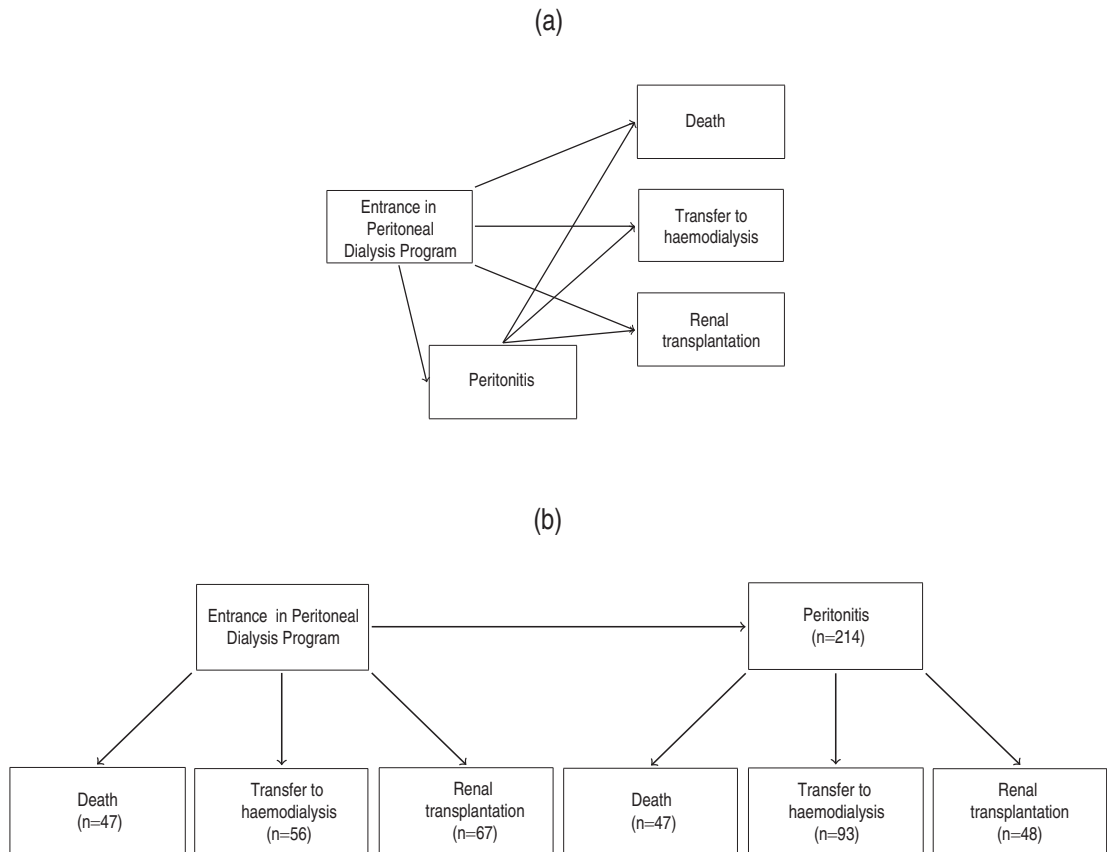 (a)
Death
Entrance in
Peritoneal
Dialysis Program
Transfer to
haemodialysis
Renal
transplantation
Peritonitis
(b)
Entrance in Peritoneal
Dialysis Program
Peritonitis
(n=214)
Death
(n=47)
Transfer to
haemodialysis
(n=56)
Renal
transplantation
(n=67)
Death
(n=47)
Transfer to
haemodialysis
(n=93)
Renal
transplantation
(n=48)